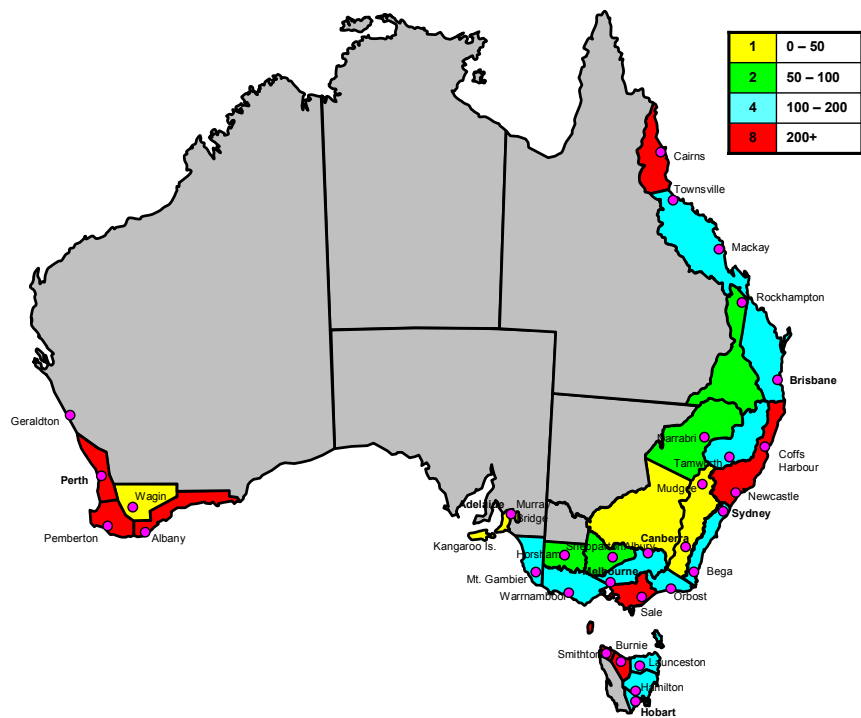 1 0 – 50
2 50 – 100
4 100 – 200
8 200+
Cairns
Townsville
Mackay
Rockhampton
Brisbane
Geraldton
Narrabri
Coffs
Harbour
Tamworth
Perth
Mudgee
Wagin
Newcastle
Adelaide
Murray
Bridge
Sydney
Pemberton
Albany
Canberra
Kangaroo Is.
Horsham
Shepparton
Albury
Melbourne
Bega
Mt. Gambier
Warrnambool
Orbost
Sale
Burnie
Smithton
Launceston
Hamilton
Hobart